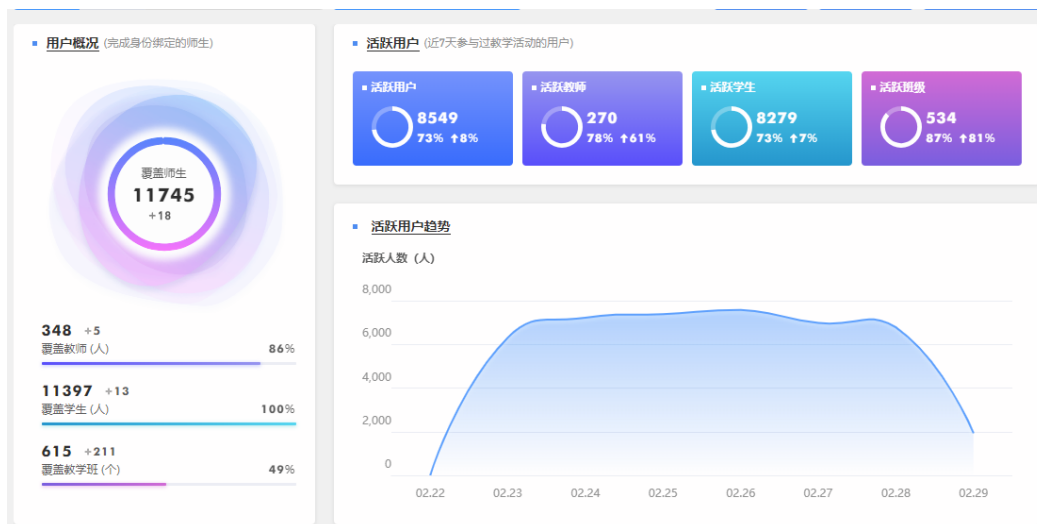 用户概况 (完成身份绑定的师生)
覆盖师生
11745
+18
348 +5
覆盖教师 (人) 86%
11397 +13
覆盖学生 (人) 100%
615 +211
覆盖教学班 (个) 49%
活跃用户 (近7天参与过教学活动的用户)
活跃用户
8549
73% ↑8%
活跃教师
270
78% ↑61%
活跃学生
8279
73% ↑7%
活跃班级
534
87% ↑81%
活跃用户趋势
活跃人数（人）
8,000
6,000
4,000
2,000
0
02.22 02.23 02.24 02.25 02.26 02.27 02.28 02.29